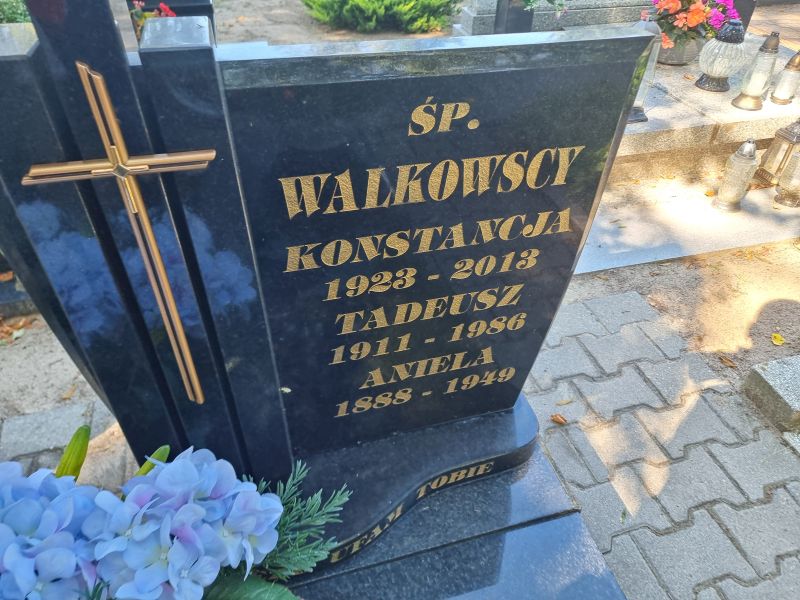 ŚP.
WALKOWSCY
KONSTANCJA
1923 - 2013
TADEUSZ
1911 - 1986
ANIELA
1888 - 1949
UFAM TOBIE